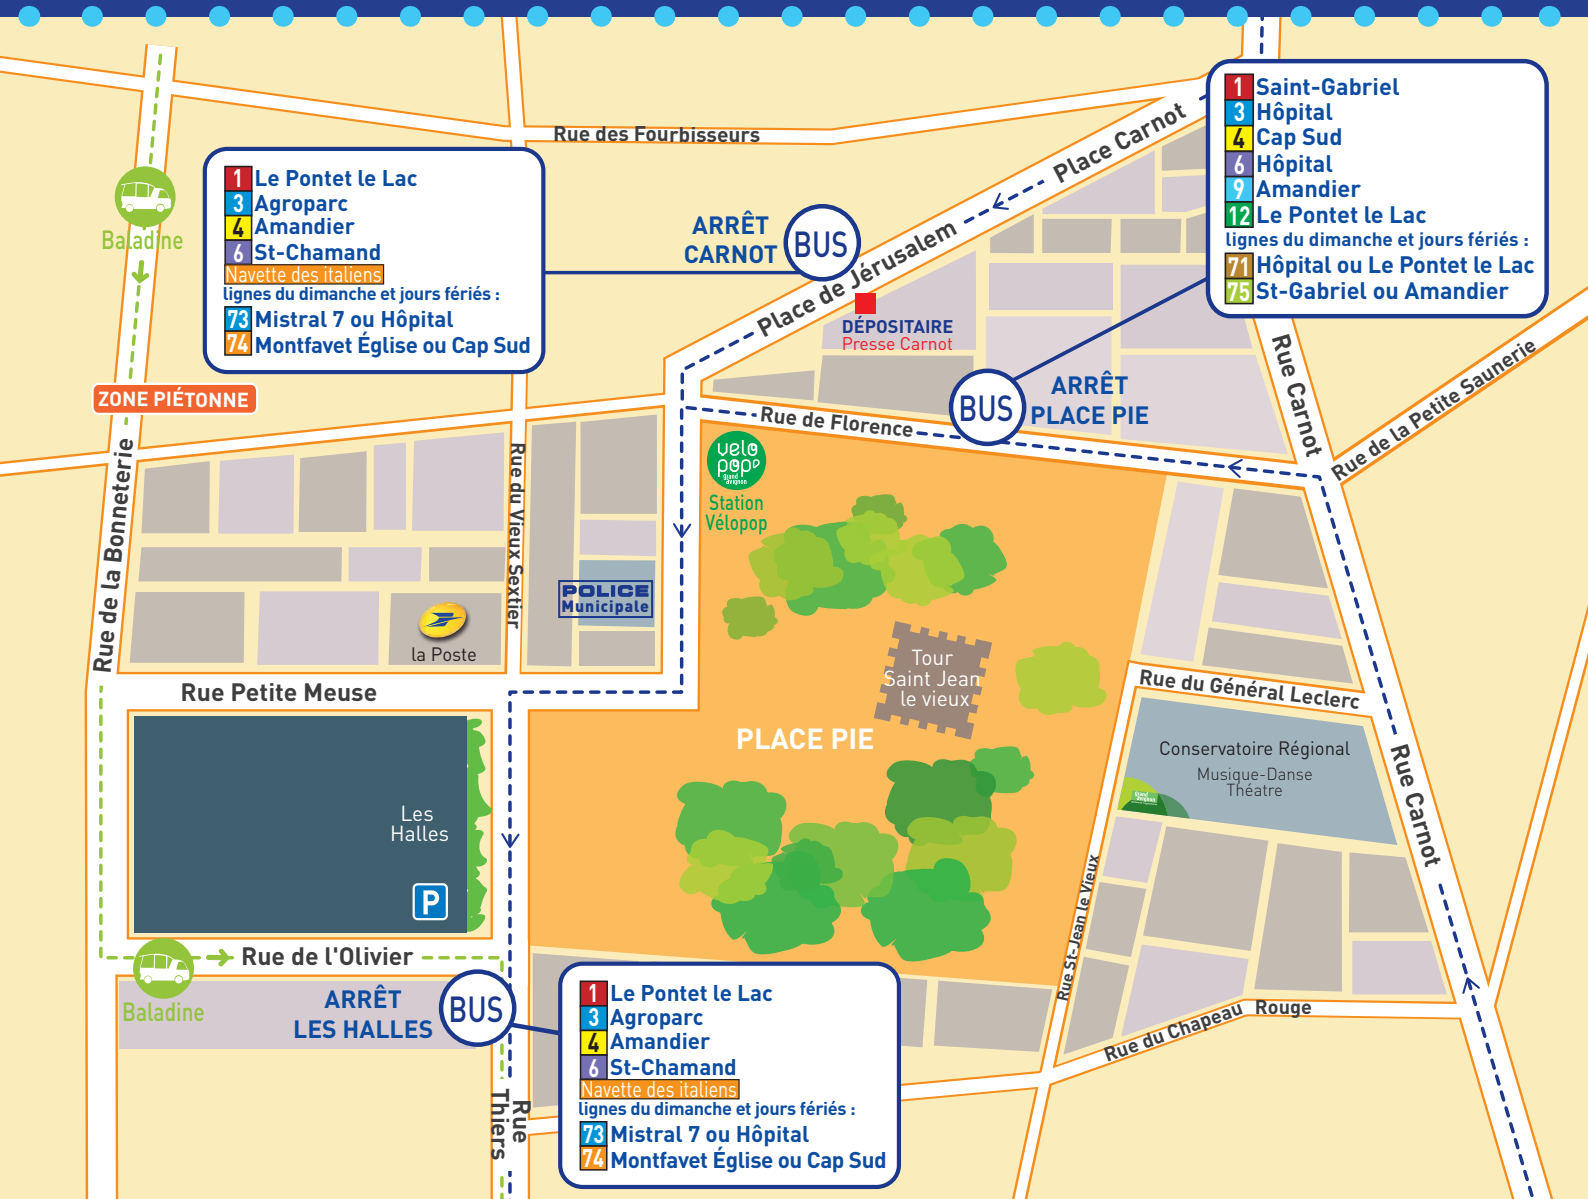 Rue des Fourbisseurs
Place Carnot
1 Saint-Gabriel
3 Hôpital
4 Cap Sud
6 Hôpital
9 Amandier
12 Le Pontet le Lac
lignes du dimanche et jours fériés :
71 Hôpital ou Le Pontet le Lac
75 St-Gabriel ou Amandier
1 Le Pontet le Lac
3 Agroparc
4 Amandier
6 St-Chamand
Navette des italiens
lignes du dimanche et jours fériés :
73 Mistral 7 ou Hôpital
74 Montfavet Église ou Cap Sud
Baladine
ARRÊT
CARNOT
BUS
Place de Jérusalem
DÉPOSITAIRE
Presse Carnot
ZONE PIÉTONNE
BUS
ARRÊT
PLACE PIE
Rue de Florence
Rue Carnot
Rue de la Petite Saunerie
velo
pop
grand
avignon
Station
Vélopop
Rue de la Bonneterie
Rue du Vieux Sextier
POLICE
Municipale
la Poste
Tour
Saint Jean
le vieux
Rue Petite Meuse
PLACE PIE
Rue du Général Leclerc
Conservatoire Régional
Musique-Danse
Théatre
grand
avignon
Rue Carnot
Les
Halles
P
Rue de l'Olivier
Baladine
ARRÊT
LES HALLES
BUS
Rue St-Jean le Vieux
Rue du Chapeau Rouge
Rue
Thiers
1 Le Pontet le Lac
3 Agroparc
4 Amandier
6 St-Chamand
Navette des italiens
lignes du dimanche et jours fériés :
73 Mistral 7 ou Hôpital
74 Montfavet Église ou Cap Sud